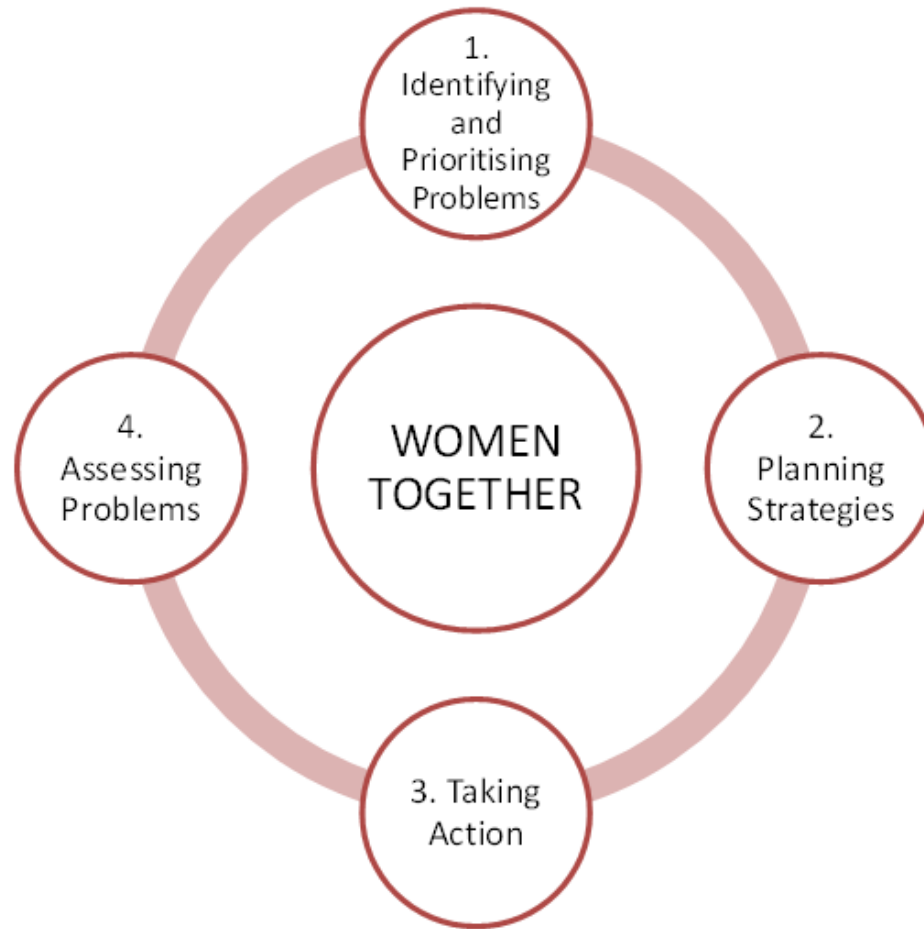 1.
Identifying
and
Prioritising
Problems
WOMEN
TOGETHER
2.
Planning
Strategies
3. Taking
Action
4.
Assessing
Problems